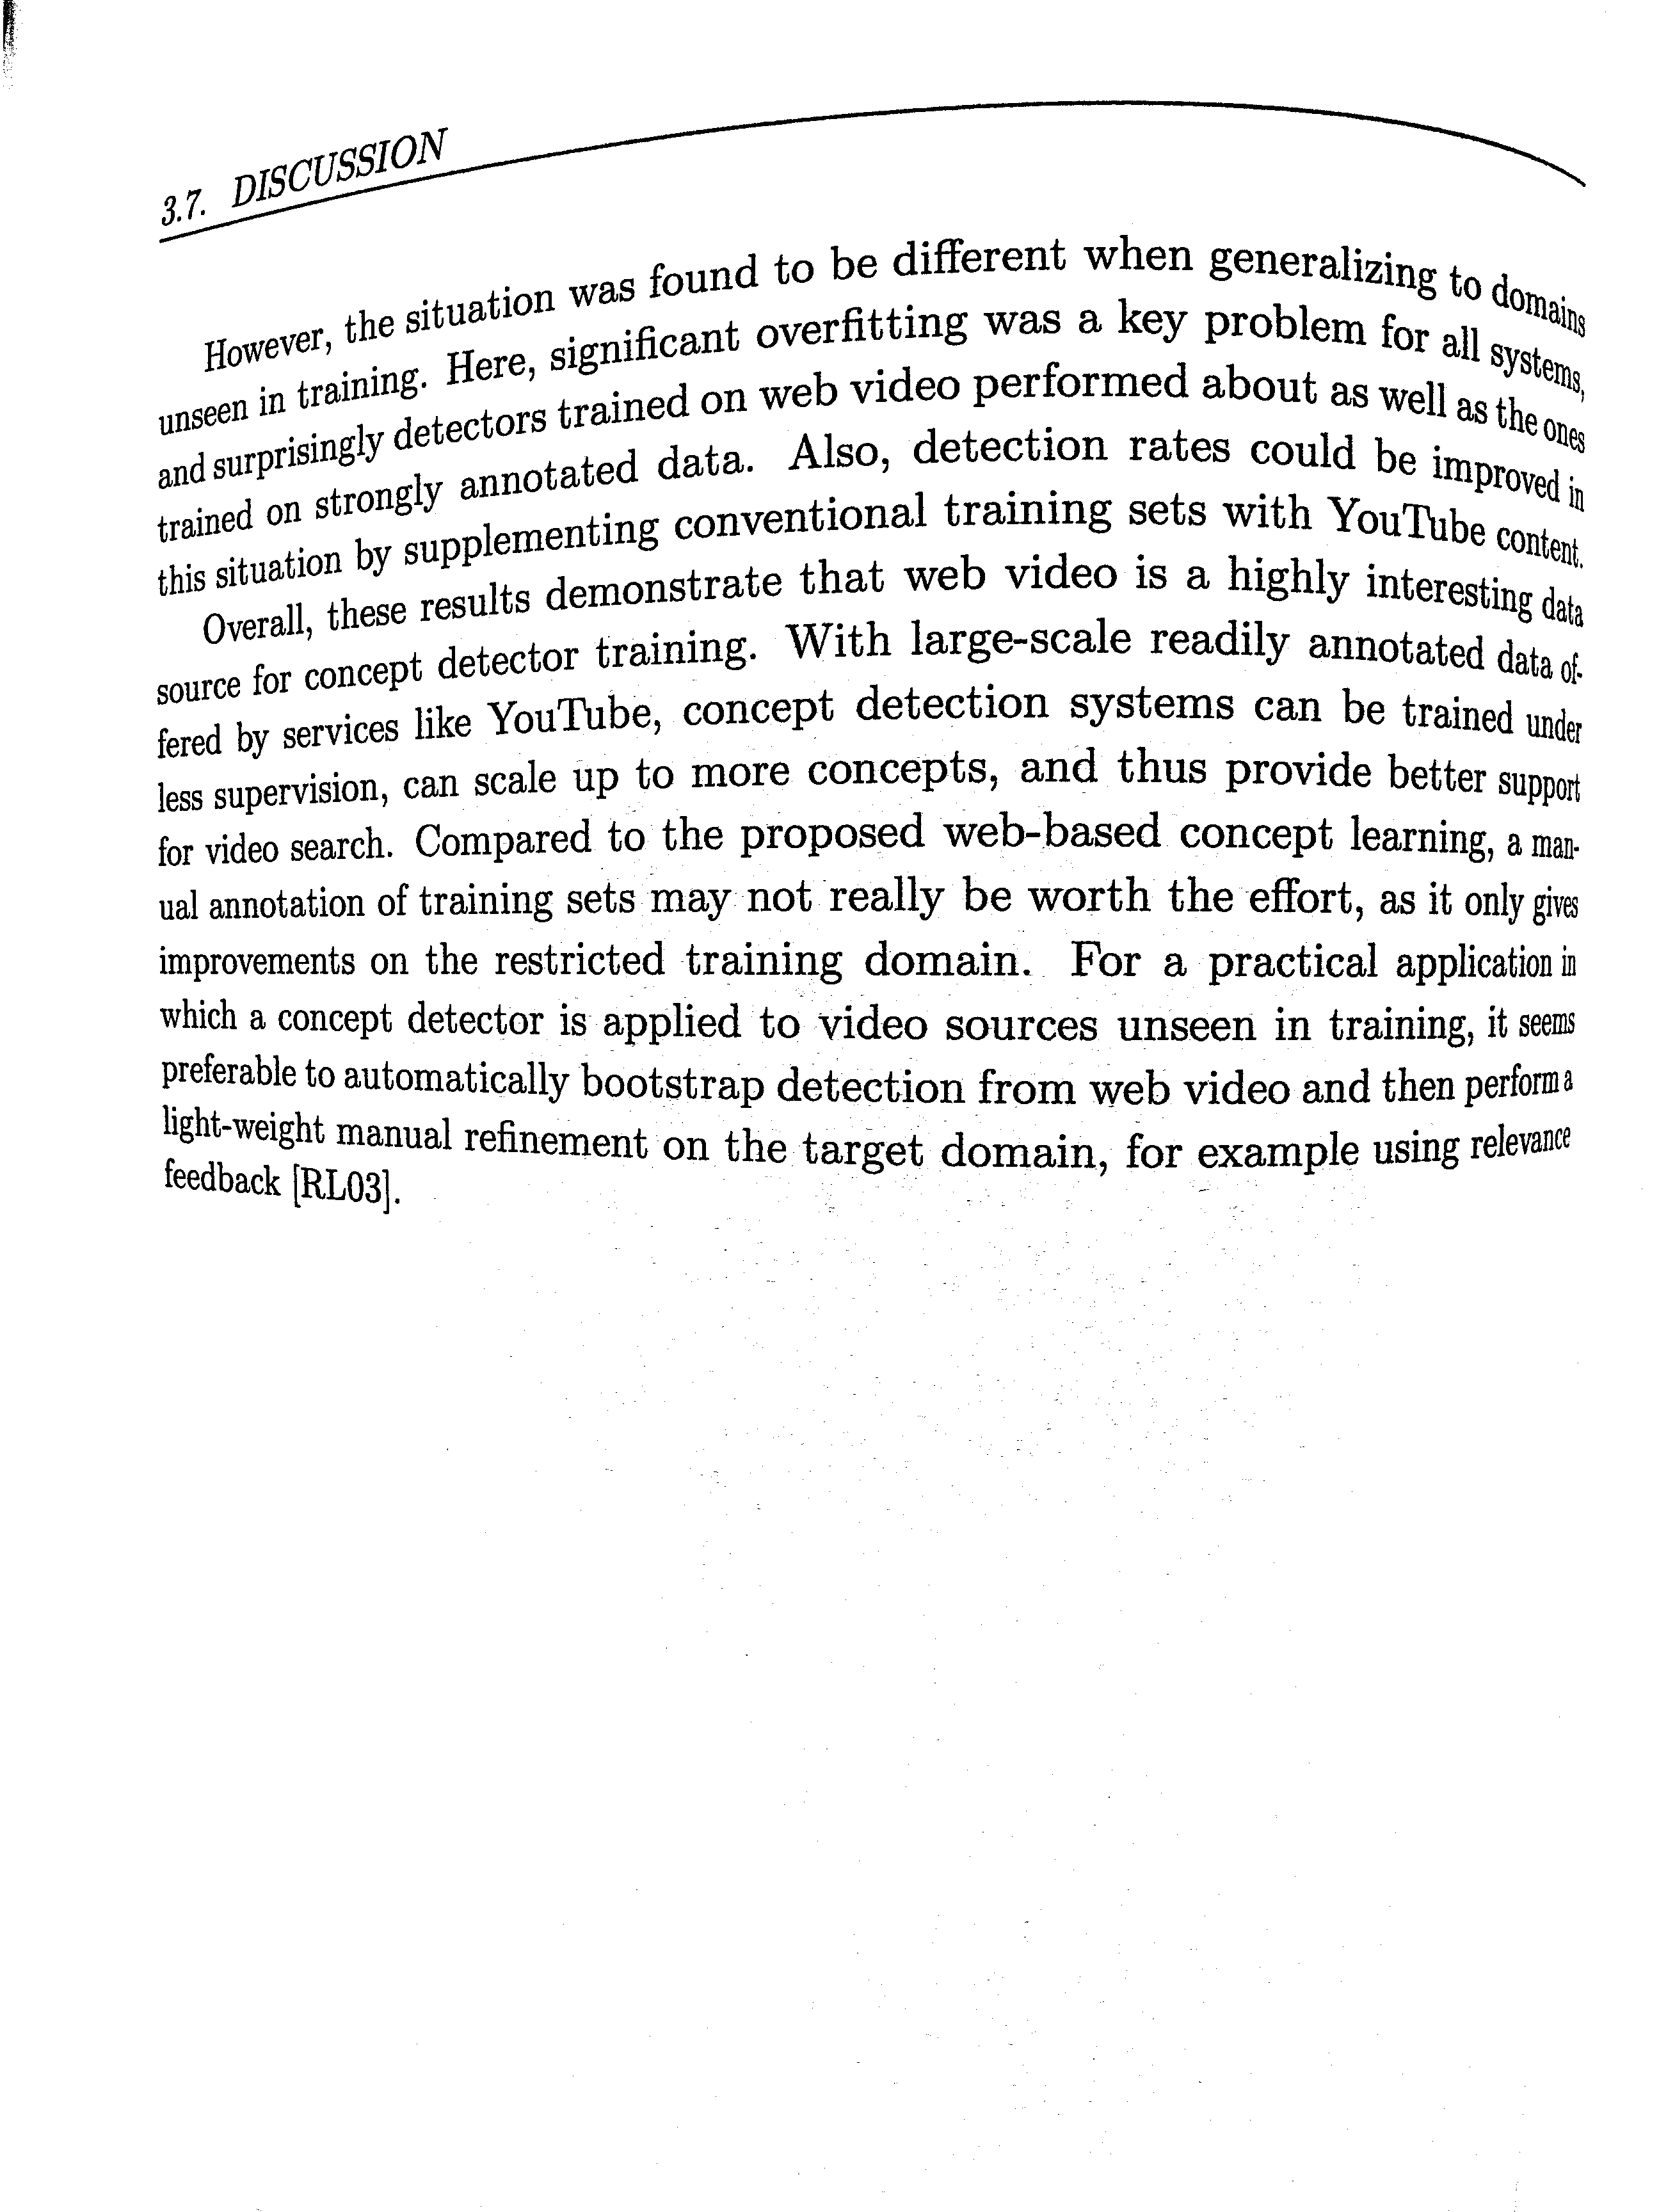 3.7. DISCUSSION
However, the situation was found to be different when generalizing to domains
unseen in training. Here, significant overfitting was a key problem for all systems,
and surprisingly detectors trained on web video performed about as well as the ones
trained on strongly annotated data. Also, detection rates could be improved in
this situation by supplementing conventional training sets with YouTube content.
Overall, these results demonstrate that web video is a highly interesting data
source for concept detector training. With large-scale readily annotated data of-
fered by services like YouTube, concept detection systems can be trained under
less supervision, can scale up to more concepts, and thus provide better support
for video search. Compared to the proposed web-based concept learning, a man-
ual annotation of training sets may not really be worth the effort, as it only gives
improvements on the restricted training domain. For a practical application in
which a concept detector is applied to video sources unseen in training, it seems
preferable to automatically bootstrap detection from web video and then perform a
light-weight manual refinement on the target domain, for example using relevance
feedback [RL03].